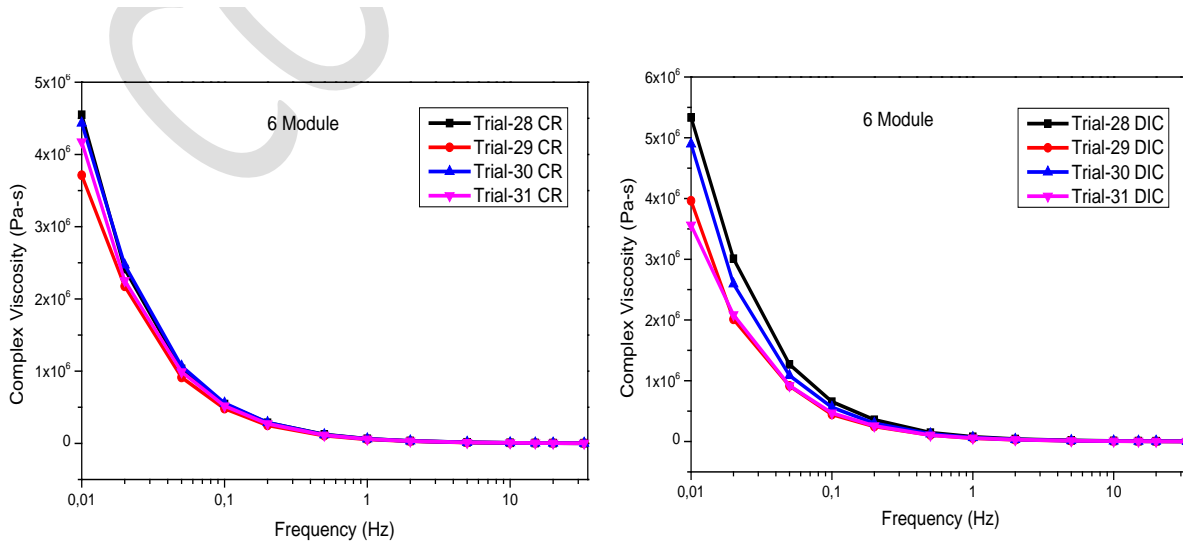 5x10⁶
4x10⁶
3x10⁶
2x10⁶
1x10⁶
0
Complex Viscosity (Pa-s)
6 Module
Trial-28 CR
Trial-29 CR
Trial-30 CR
Trial-31 CR
0,01
0,1
1
10
Frequency (Hz)
6x10⁶
5x10⁶
4x10⁶
3x10⁶
2x10⁶
1x10⁶
0
Complex Viscosity (Pa-s)
6 Module
Trial-28 DIC
Trial-29 DIC
Trial-30 DIC
Trial-31 DIC
0,01
0,1
1
10
Frequency (Hz)